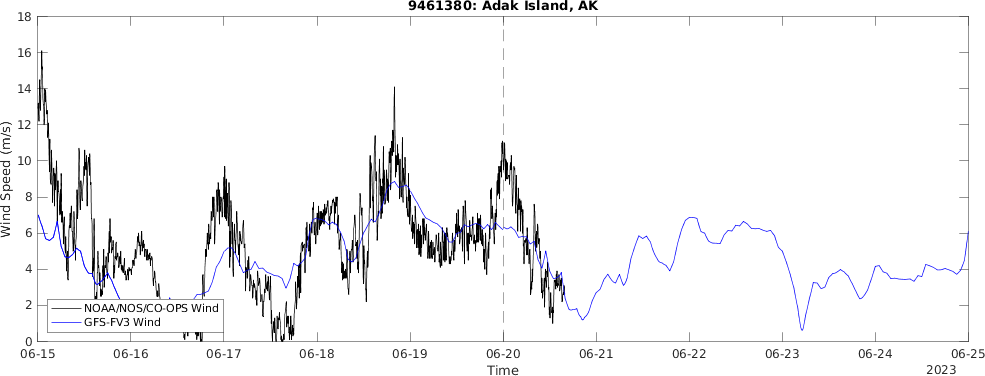 9461380: Adak Island, AK
Wind Speed (m/s)
18
16
14
12
10
8
6
4
2
0
NOAA/NOS/CO-OPS Wind
GFS-FV3 Wind
06-15 06-16 06-17 06-18 06-19 06-20 06-21 06-22 06-23 06-24 06-25
Time
2023